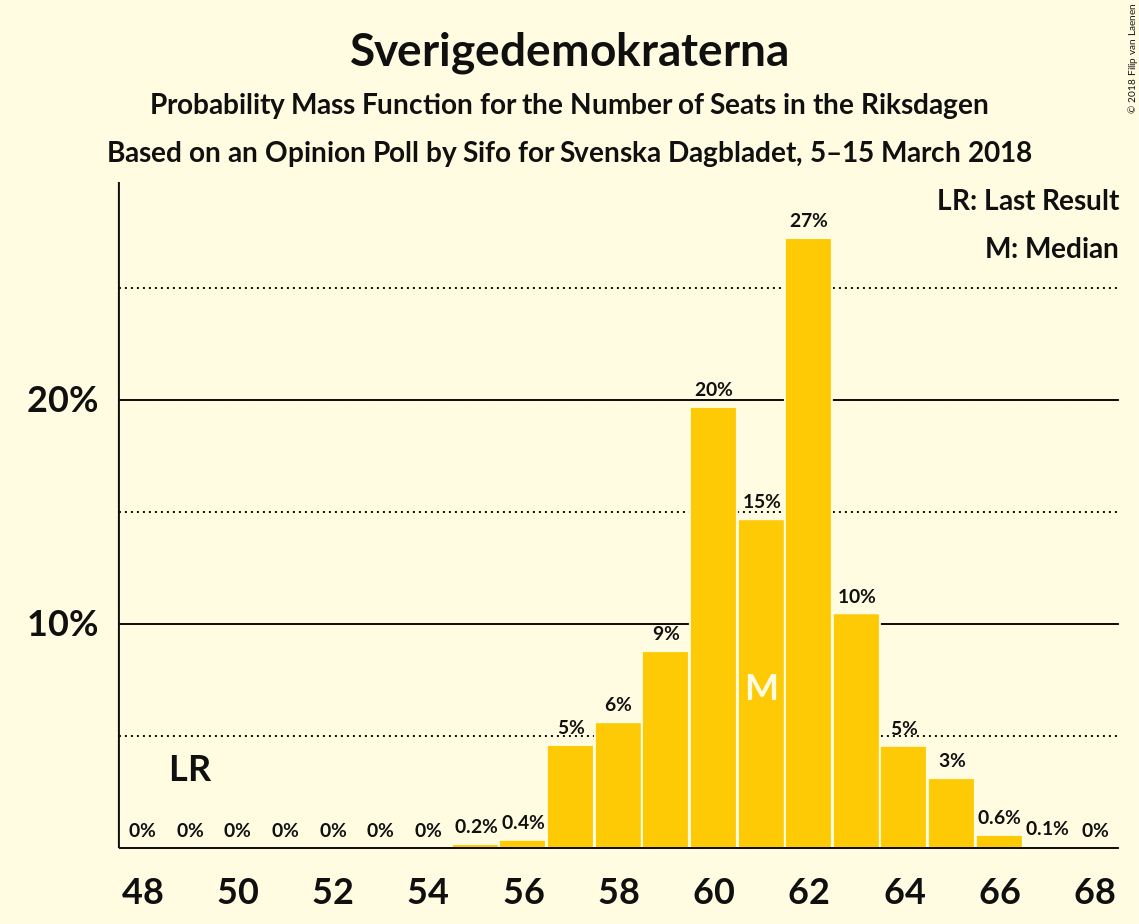 Sverigedemokraterna
Probability Mass Function for the Number of Seats in the Riksdagen
Based on an Opinion Poll by Sifo for Svenska Dagbladet, 5–15 March 2018
© 2018 Filip van Laenen
LR: Last Result
M: Median
27%
20%
20%
15%
10%
10%
9%
M
6%
5%
5%
LR
3%
0% 0% 0% 0% 0% 0% 0% 0.2% 0.4% 0.6% 0.1% 0%
48 50 52 54 56 58 60 62 64 66 68